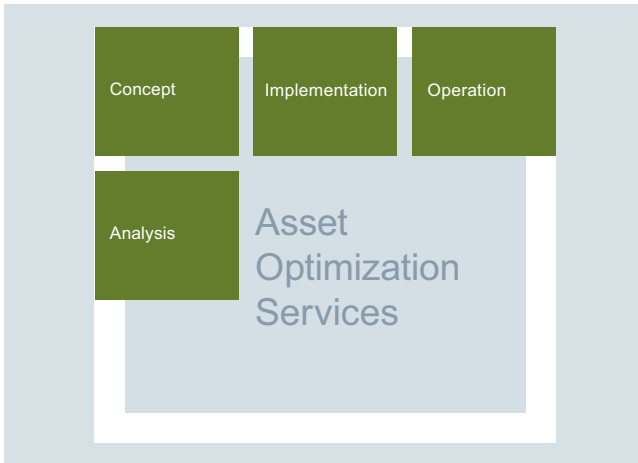 Concept
Implementation
Operation
Analysis
Asset
Optimization
Services